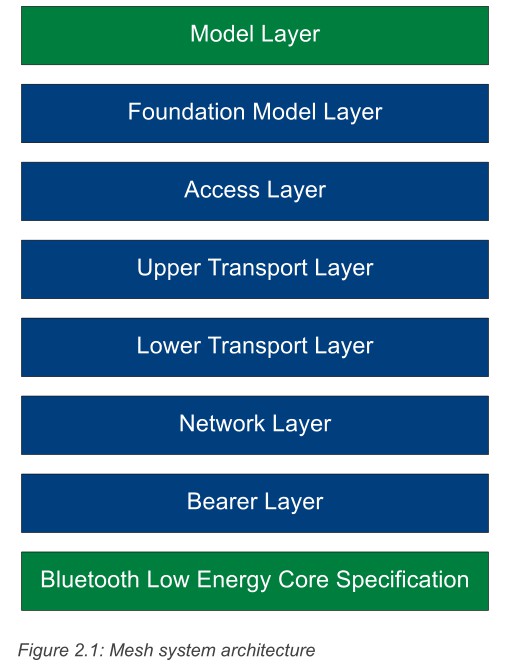 Model Layer
Foundation Model Layer
Access Layer
Upper Transport Layer
Lower Transport Layer
Network Layer
Bearer Layer
Bluetooth Low Energy Core Specification
Figure 2.1: Mesh system architecture